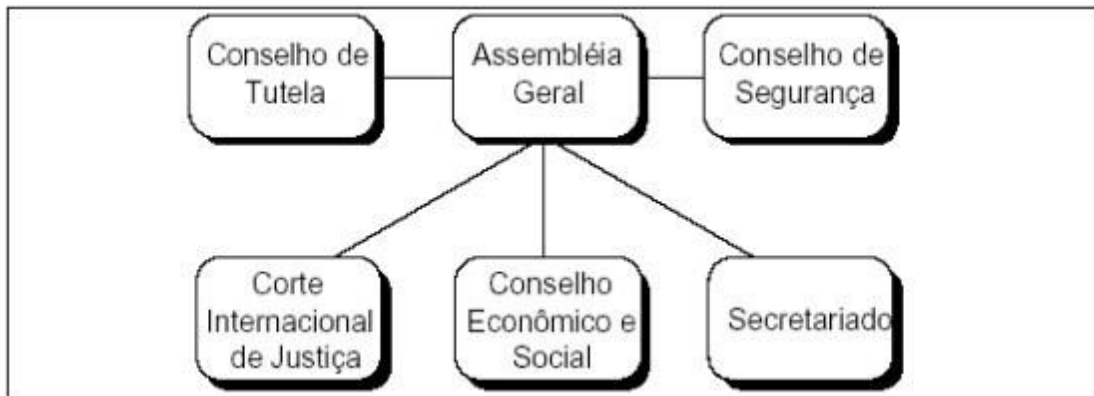 Conselho de
Tutela
Assembléia
Geral
Conselho de
Segurança
Corte
Internacional
de Justiça
Conselho
Econômico e
Social
Secretariado